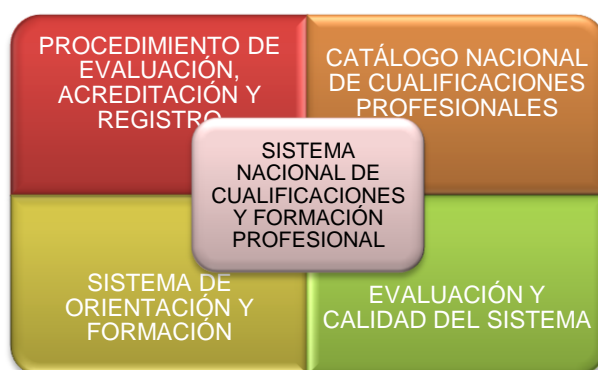 PROCEDIMIENTO DE
EVALUACIÓN,
ACREDITACIÓN Y
REGISTRO
CATÁLOGO NACIONAL
DE CUALIFICACIONES
PROFESIONALES
SISTEMA
NACIONAL DE
CUALIFICACIONES
Y FORMACIÓN
PROFESIONAL
SISTEMA DE
ORIENTACIÓN Y
FORMACIÓN
EVALUACIÓN Y
CALIDAD DEL SISTEMA